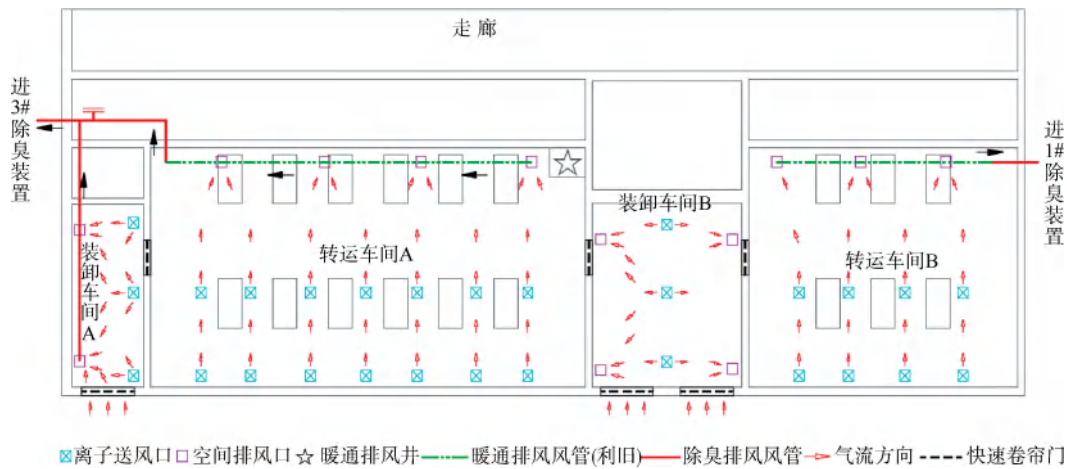 走廊
进3#除臭装置
进1#除臭装置
装卸车间B
装卸车间A
转运车间A
转运车间B
离子送风口 空间排风口 暖通排风井 暖通排风风管(利旧) 除臭排风风管 气流方向 快速卷帘门